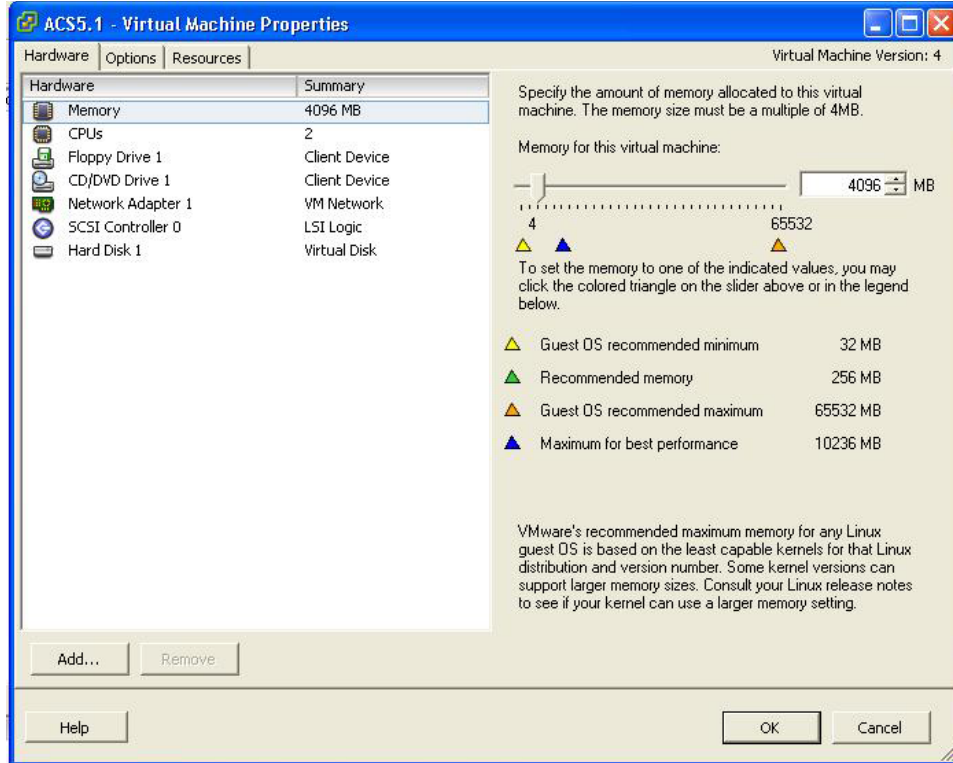 ACS5.1 - Virtual Machine Properties
Hardware Options Resources Virtual Machine Version: 4
Hardware Summary
Memory 4096 MB
CPUs 2
Floppy Drive 1 Client Device
CD/DVD Drive 1 Client Device
Network Adapter 1 VM Network
SCSI Controller 0 LSI Logic
Hard Disk 1 Virtual Disk
Specify the amount of memory allocated to this virtual
machine. The memory size must be a multiple of 4MB.
Memory for this virtual machine:
4096 MB
4 65532
To set the memory to one of the indicated values, you may
click the colored triangle on the slider above or in the legend
below.
Guest OS recommended minimum 32 MB
Recommended memory 256 MB
Guest OS recommended maximum 65532 MB
Maximum for best performance 10236 MB
VMware's recommended maximum memory for any Linux
guest OS is based on the least capable kernels for that Linux
distribution and version number. Some kernel versions can
support larger memory sizes. Consult your Linux release notes
to see if your kernel can use a larger memory setting.
Add... Remove
Help OK Cancel